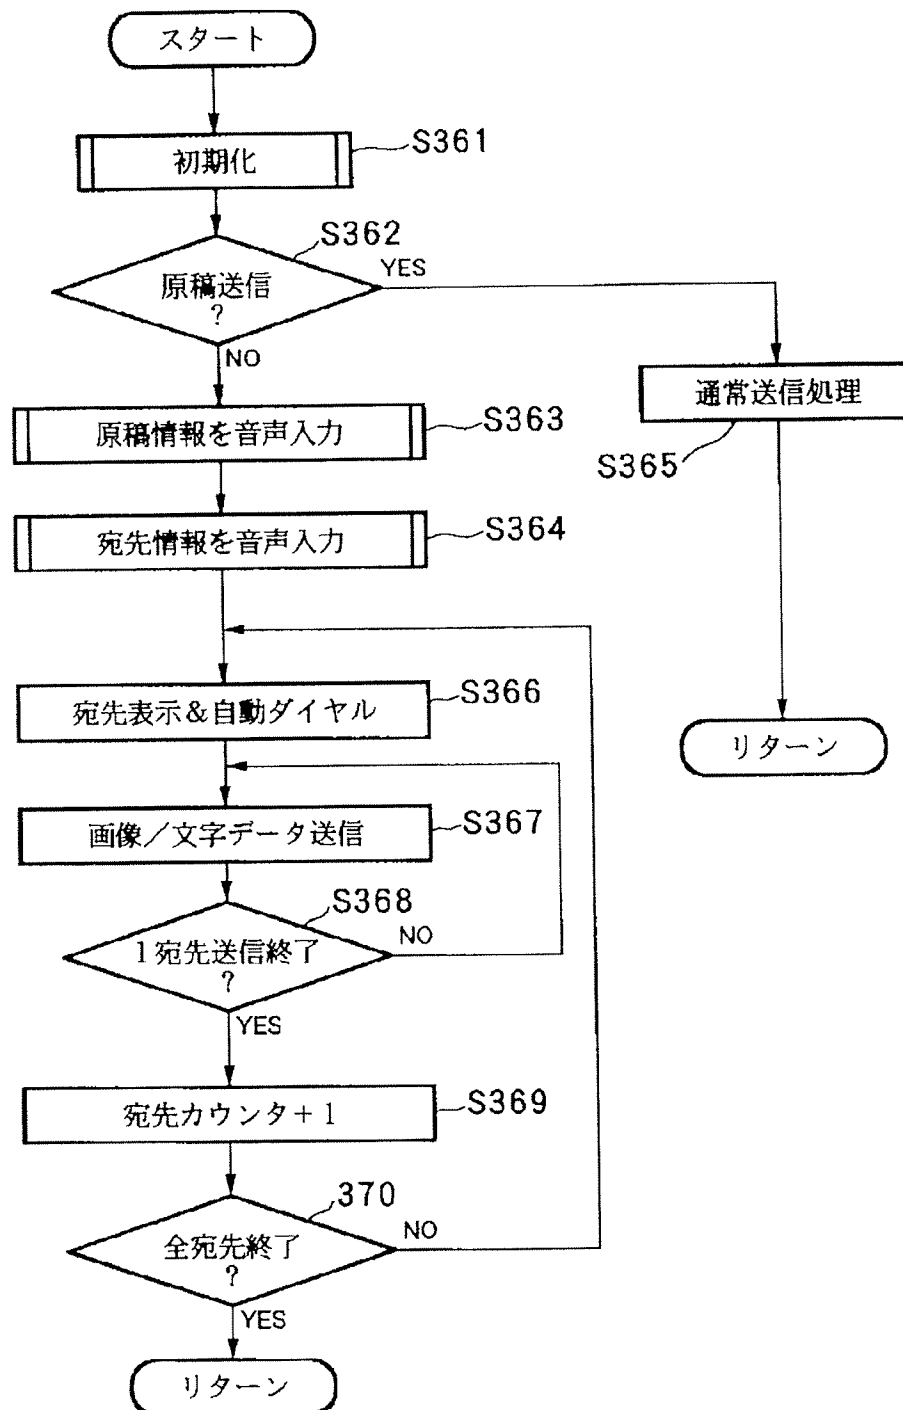 スタート
初期化
S361
S362
原稿送信
?
YES
NO
原稿情報を音声入力
S363
通常送信処理
S365
宛先情報を音声入力
S364
宛先表示&自動ダイヤル
S366
リターン
画像/文字データ送信
S367
S368
1宛先送信終了
?
NO
YES
宛先カウンタ+1
S369
370
全宛先終了
?
NO
YES
リターン